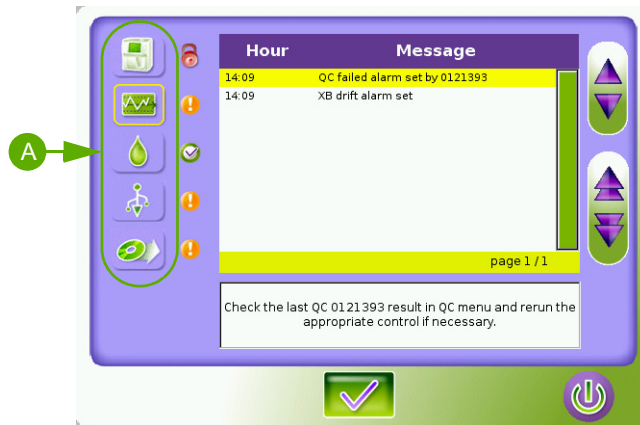 Hour Message
14:09 QC failed alarm set by 0121393
14:09 XB drift alarm set
A
page 1 / 1
Check the last QC 0121393 result in QC menu and rerun the
appropriate control if necessary.